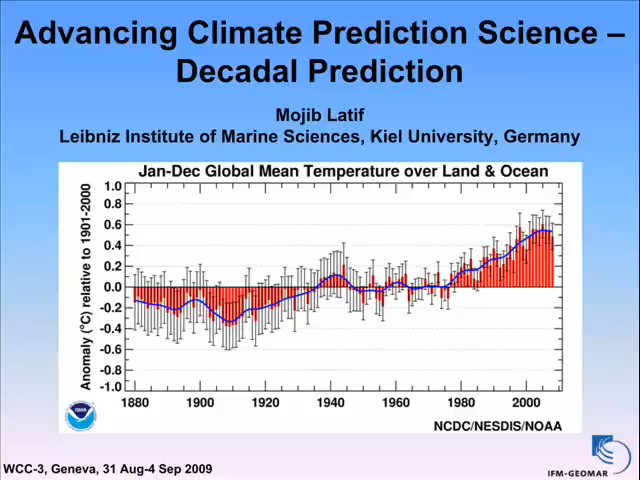 Advancing Climate Prediction Science –
Decadal Prediction
Mojib Latif
Leibniz Institute of Marine Sciences, Kiel University, Germany
Jan-Dec Global Mean Temperature over Land & Ocean
Anomaly (°C) relative to 1901-2000
1.0
0.8
0.6
0.4
0.2
0.0
-0.2
-0.4
-0.6
-0.8
-1.0
1880 1900 1920 1940 1960 1980 2000
NCDC/NESDIS/NOAA
WCC-3, Geneva, 31 Aug-4 Sep 2009
IFM-GEOMAR